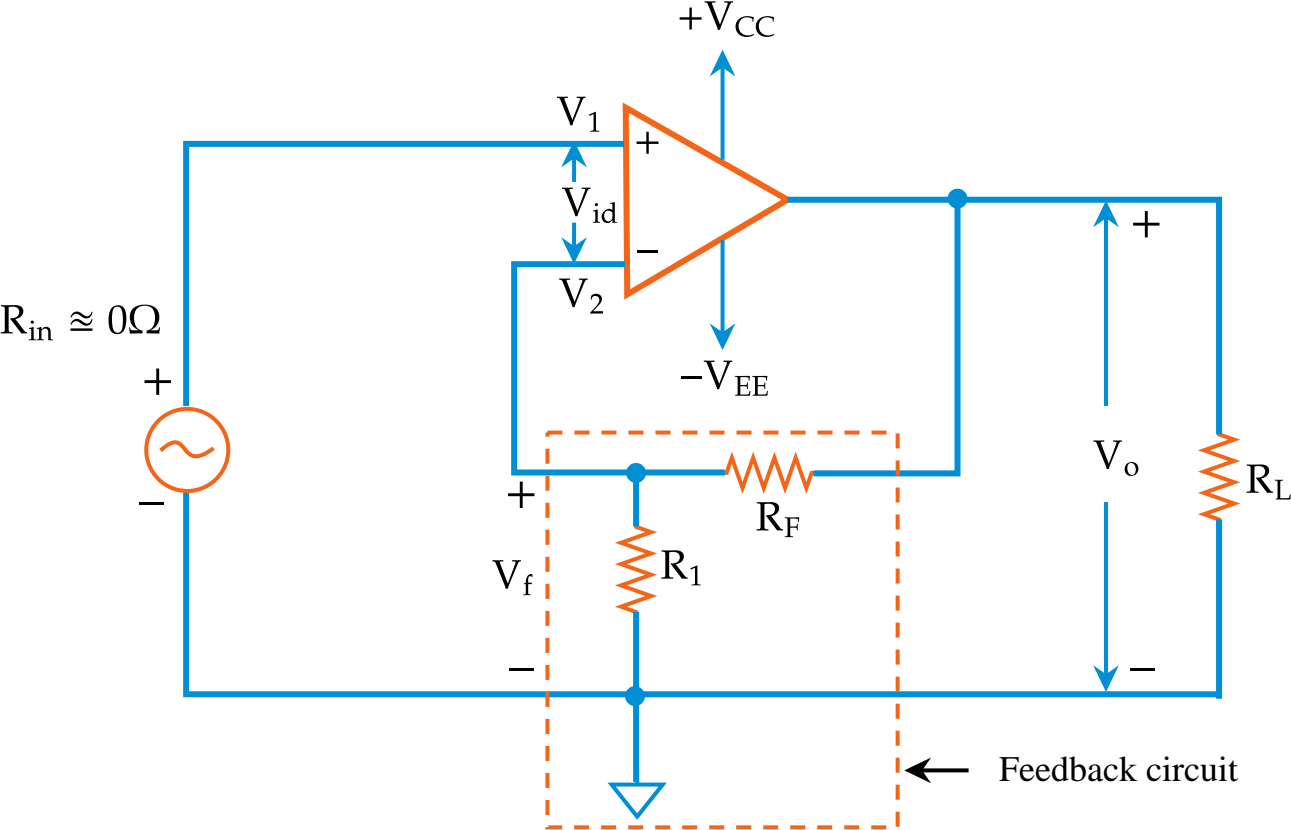 +V_CC
V_1
+
V_id
−
V_2
R_in ≊ 0Ω
+
−V_EE
+
V_o
−
+
R_F
R_L
V_f
R_1
−
−
Feedback circuit